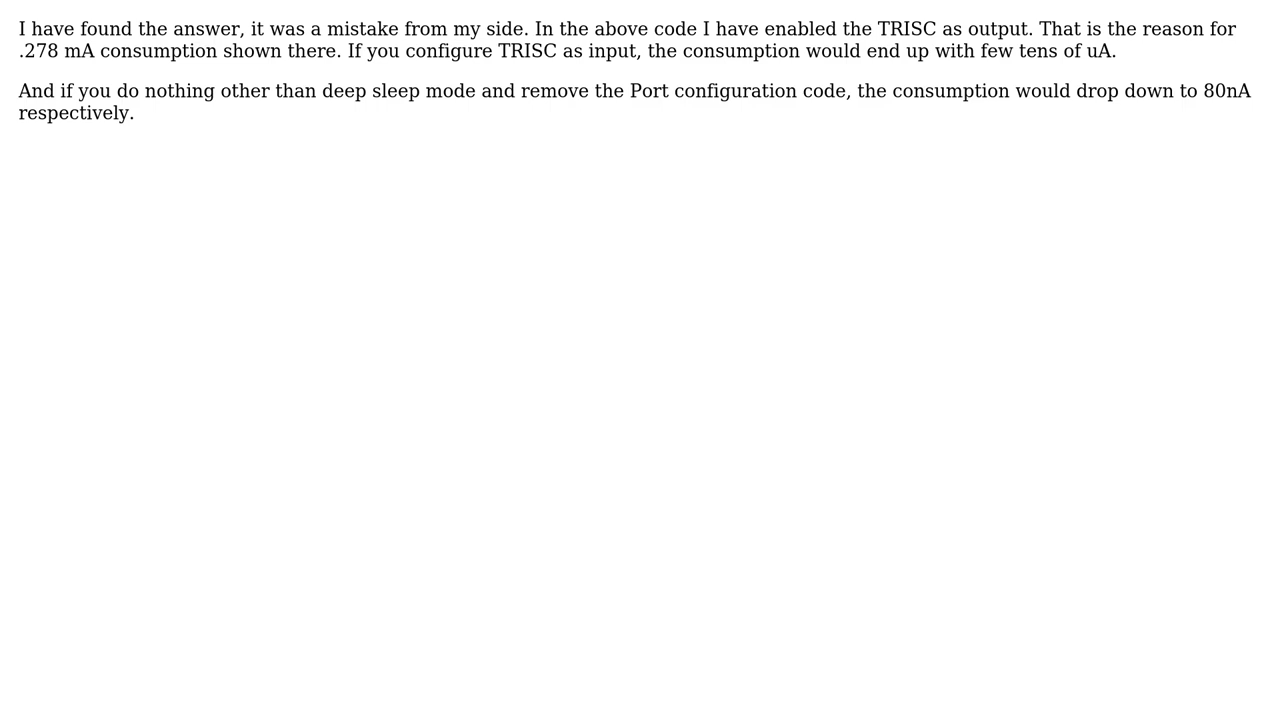 I have found the answer, it was a mistake from my side. In the above code I have enabled the TRISC as output. That is the reason for
.278 mA consumption shown there. If you configure TRISC as input, the consumption would end up with few tens of uA.
And if you do nothing other than deep sleep mode and remove the Port configuration code, the consumption would drop down to 80nA
respectively.